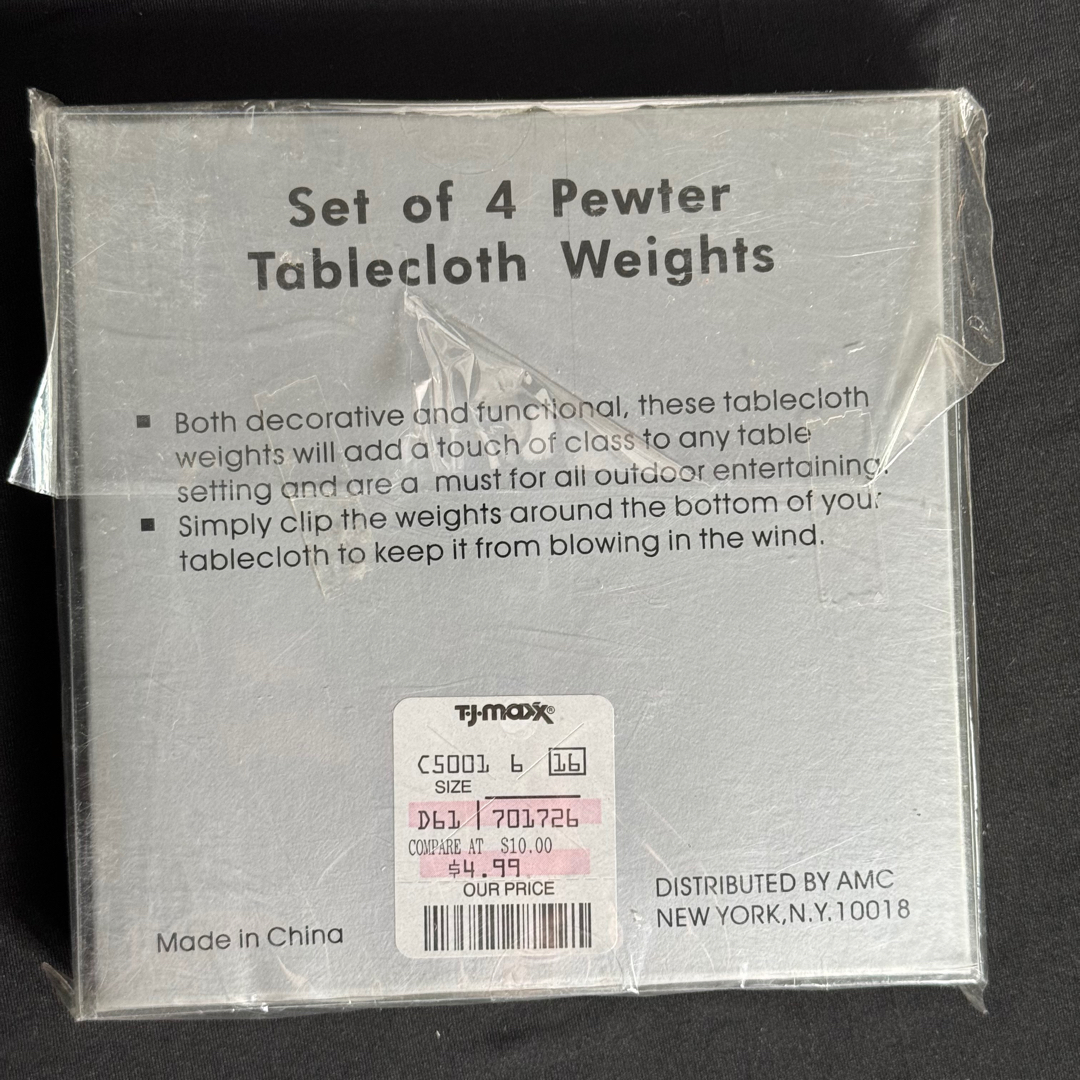 Set of 4 Pewter
Tablecloth Weights
■ Both decorative and functional, these tablecloth
weights will add a touch of class to any table
setting and are a must for all outdoor entertaining.
■ Simply clip the weights around the bottom of your
tablecloth to keep it from blowing in the wind.
T·J·maxx®
C5001 6 16
SIZE
D61 | 701726
COMPARE AT $10.00
$4.99
OUR PRICE
DISTRIBUTED BY AMC
NEW YORK,N.Y.10018
Made in China